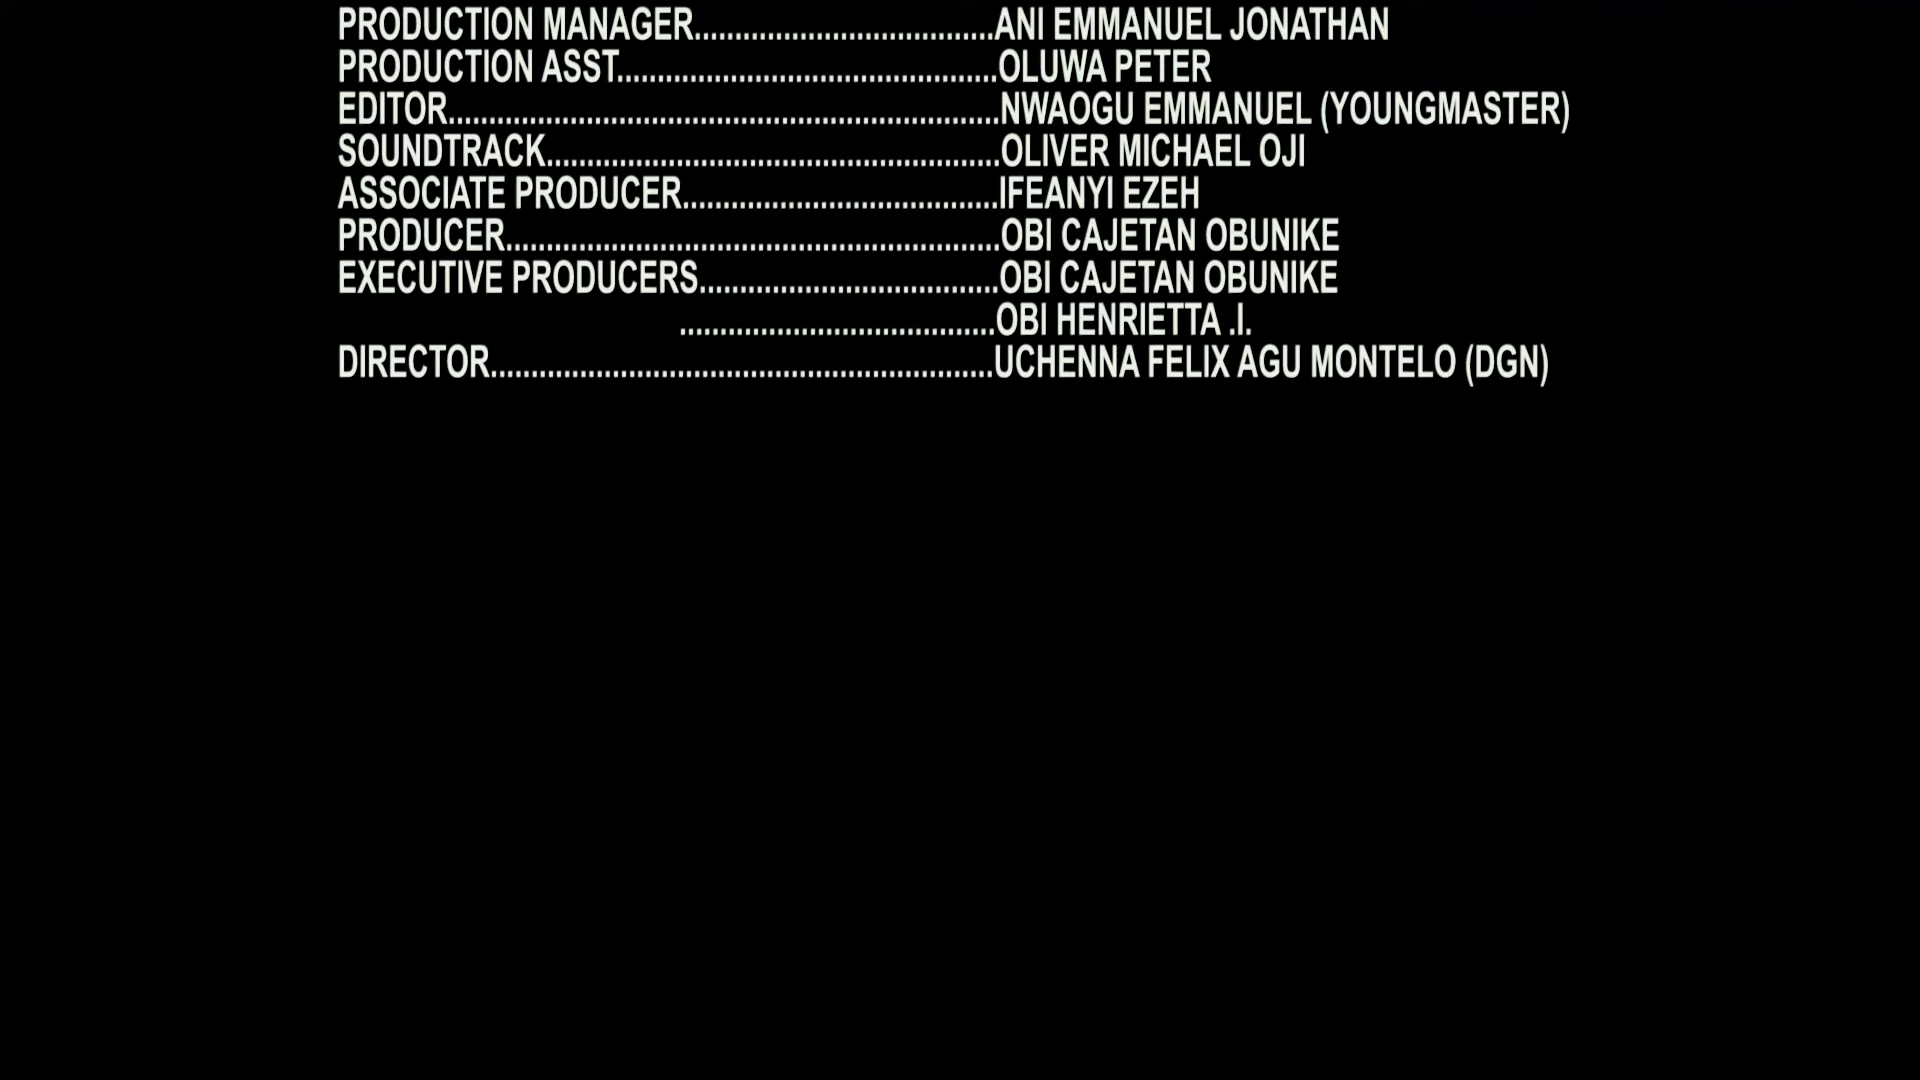 PRODUCTION MANAGER.....................................ANI EMMANUEL JONATHAN
PRODUCTION ASST...............................................OLUWA PETER
EDITOR....................................................................NWAOGU EMMANUEL (YOUNGMASTER)
SOUNDTRACK........................................................OLIVER MICHAEL OJI
ASSOCIATE PRODUCER.......................................IFEANYI EZEH
PRODUCER.............................................................OBI CAJETAN OBUNIKE
EXECUTIVE PRODUCERS.....................................OBI CAJETAN OBUNIKE
.......................................OBI HENRIETTA .I.
DIRECTOR..............................................................UCHENNA FELIX AGU MONTELO (DGN)